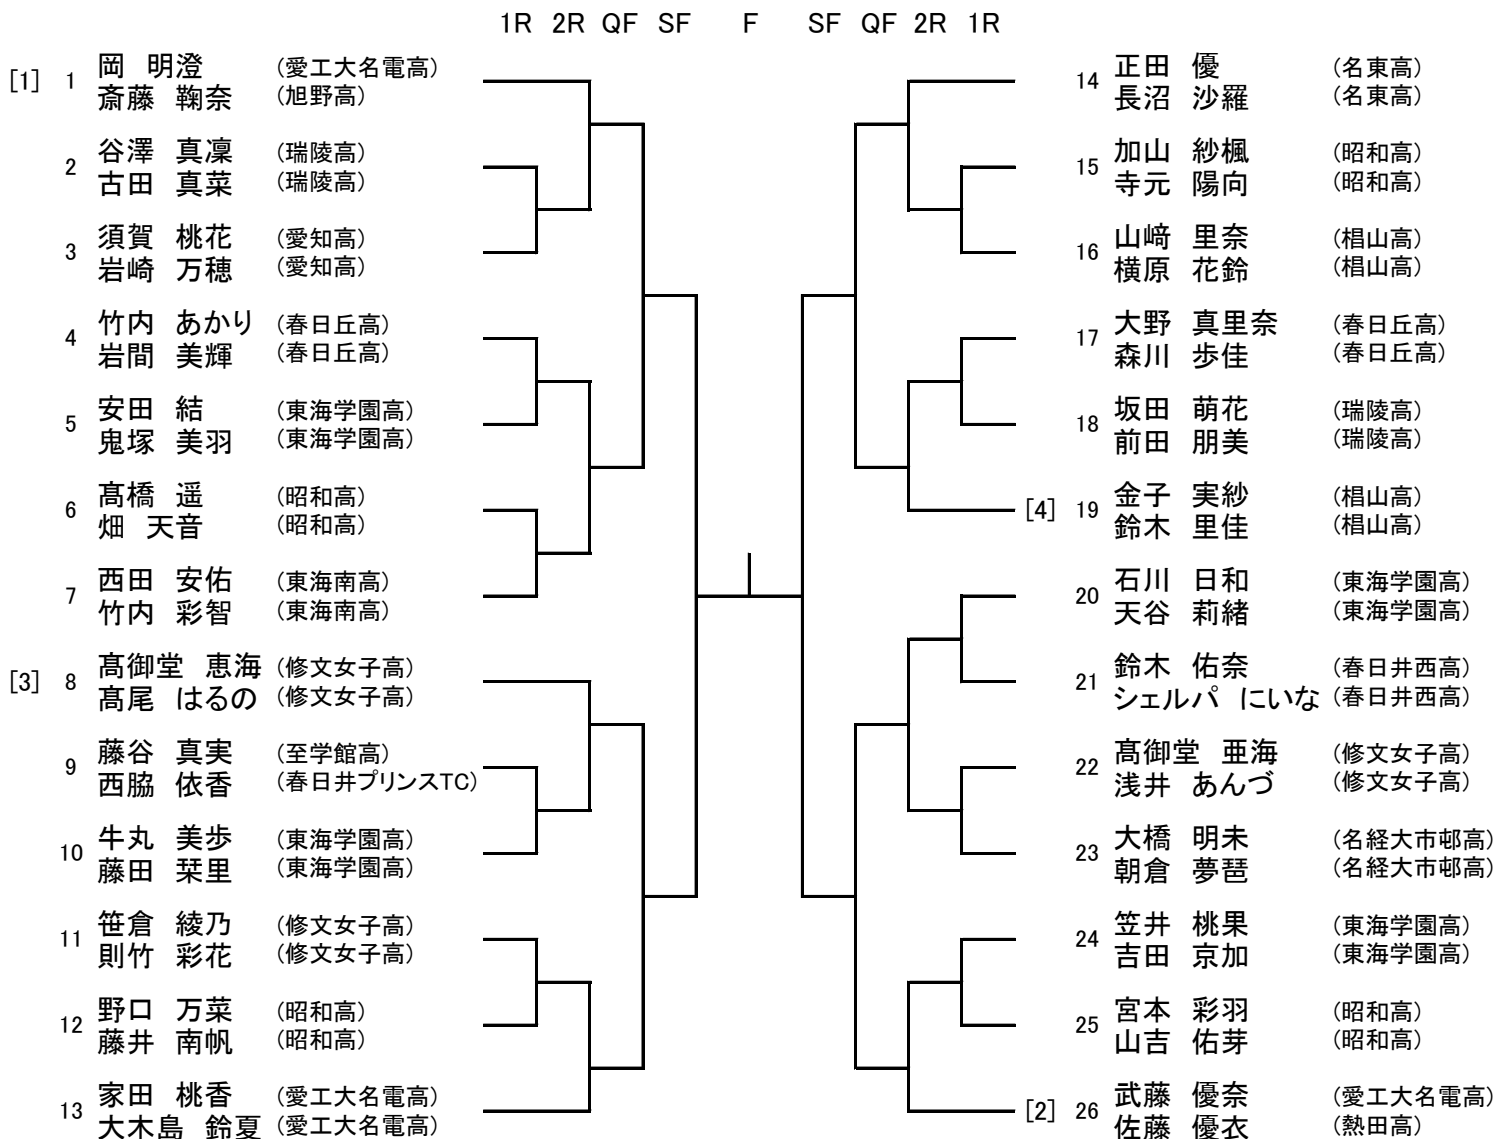 1R 2R QF SF F SF QF 2R 1R
[1] 1 岡 明澄 (愛工大名電高)
斎藤 鞠奈 (旭野高)
2 谷澤 真凜 (瑞陵高)
古田 真菜 (瑞陵高)
3 須賀 桃花 (愛知高)
岩崎 万穂 (愛知高)
4 竹内 あかり (春日丘高)
岩間 美輝 (春日丘高)
5 安田 結 (東海学園高)
鬼塚 美羽 (東海学園高)
6 髙橋 遥 (昭和高)
畑 天音 (昭和高)
7 西田 安佑 (東海南高)
竹内 彩智 (東海南高)
[3] 8 髙御堂 恵海 (修文女子高)
髙尾 はるの (修文女子高)
9 藤谷 真実 (至学館高)
西脇 依香 (春日井プリンスTC)
10 牛丸 美歩 (東海学園高)
藤田 栞里 (東海学園高)
11 笹倉 綾乃 (修文女子高)
則竹 彩花 (修文女子高)
12 野口 万菜 (昭和高)
藤井 南帆 (昭和高)
13 家田 桃香 (愛工大名電高)
大木島 鈴夏 (愛工大名電高)
14 正田 優 (名東高)
長沼 沙羅 (名東高)
15 加山 紗楓 (昭和高)
寺元 陽向 (昭和高)
16 山﨑 里奈 (椙山高)
横原 花鈴 (椙山高)
17 大野 真里奈 (春日丘高)
森川 歩佳 (春日丘高)
18 坂田 萌花 (瑞陵高)
前田 朋美 (瑞陵高)
[4] 19 金子 実紗 (椙山高)
鈴木 里佳 (椙山高)
20 石川 日和 (東海学園高)
天谷 莉緒 (東海学園高)
21 鈴木 佑奈 (春日井西高)
シェルパ にいな (春日井西高)
22 髙御堂 亜海 (修文女子高)
浅井 あんづ (修文女子高)
23 大橋 明未 (名経大市邨高)
朝倉 夢琶 (名経大市邨高)
24 笠井 桃果 (東海学園高)
吉田 京加 (東海学園高)
25 宮本 彩羽 (昭和高)
山吉 佑芽 (昭和高)
[2] 26 武藤 優奈 (愛工大名電高)
佐藤 優衣 (熱田高)